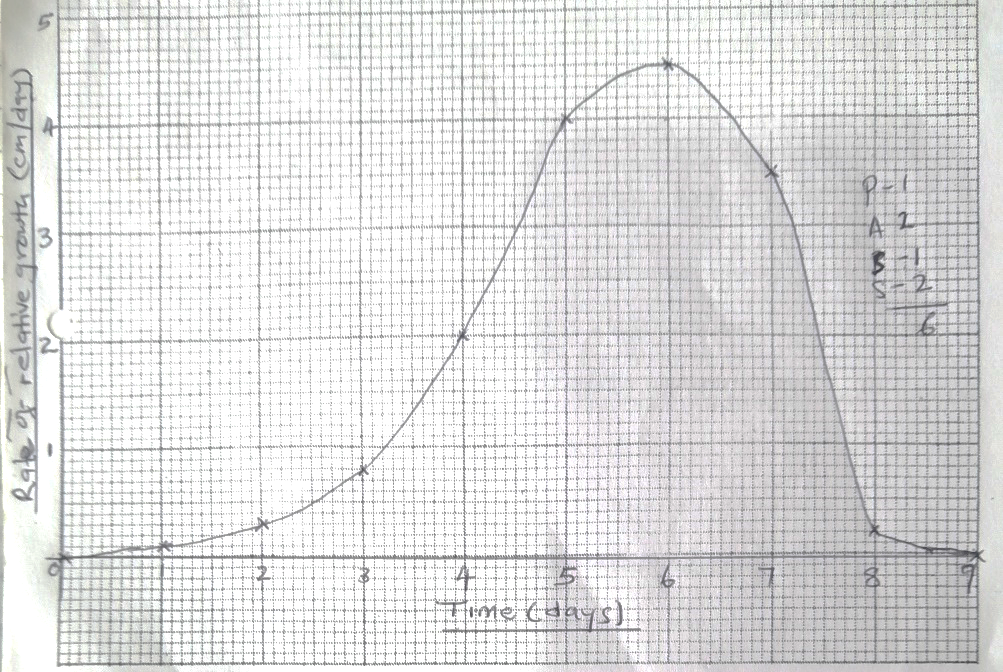 5
4
3
2
1
0 1 2 3 4 5 6 7 8 9
Rate of relative growth (cm/day)
Time (days)
P-1
A 2
B-1
S-2
6